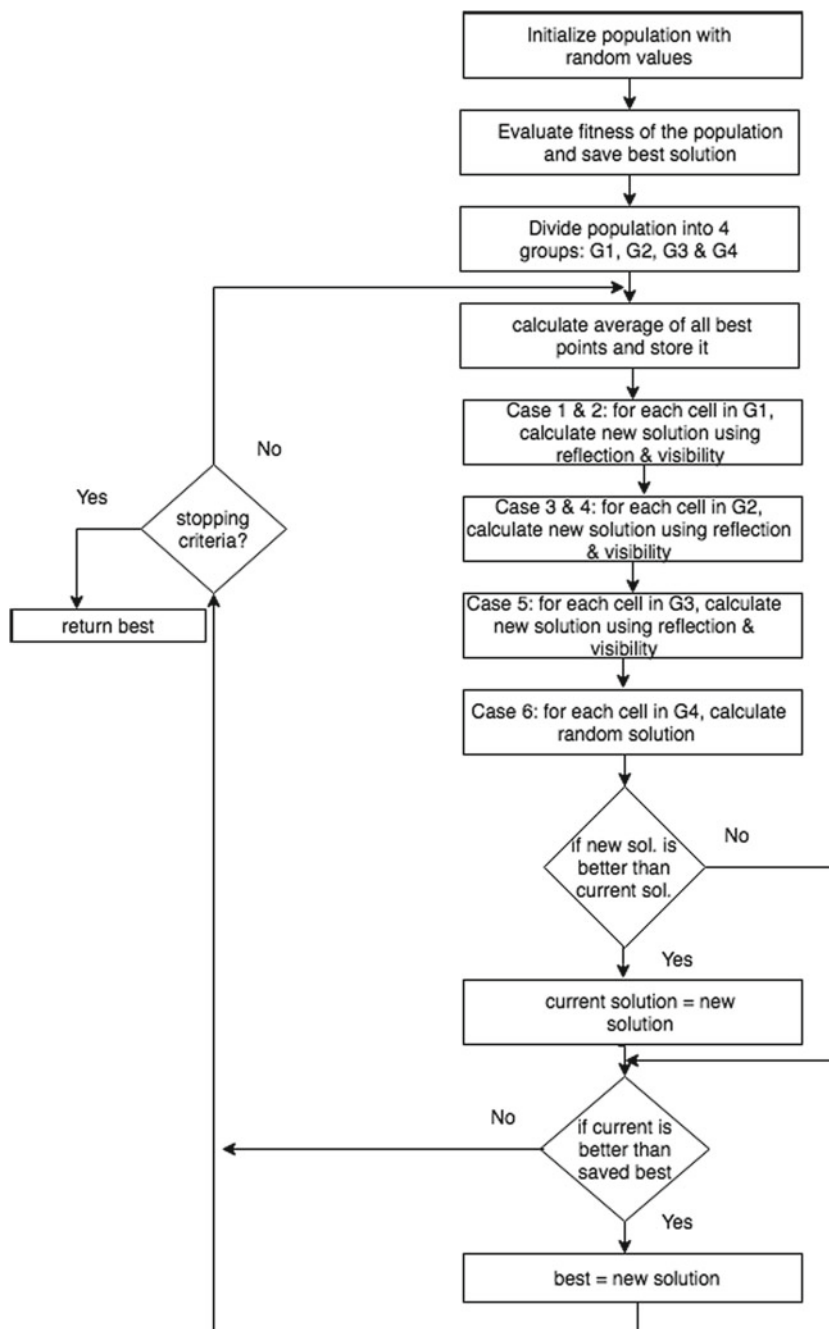 Initialize population with
random values
Evaluate fitness of the population
and save best solution
Divide population into 4
groups: G1, G2, G3 & G4
calculate average of all best
points and store it
Case 1 & 2: for each cell in G1,
calculate new solution using
reflection & visibility
No
Yes
stopping
criteria?
Case 3 & 4: for each cell in G2,
calculate new solution using reflection
& visibility
return best
Case 5: for each cell in G3, calculate
new solution using reflection &
visibility
Case 6: for each cell in G4, calculate
random solution
if new sol. is
better than
current sol.
No
Yes
current solution = new
solution
No
if current is
better than
saved best
Yes
best = new solution